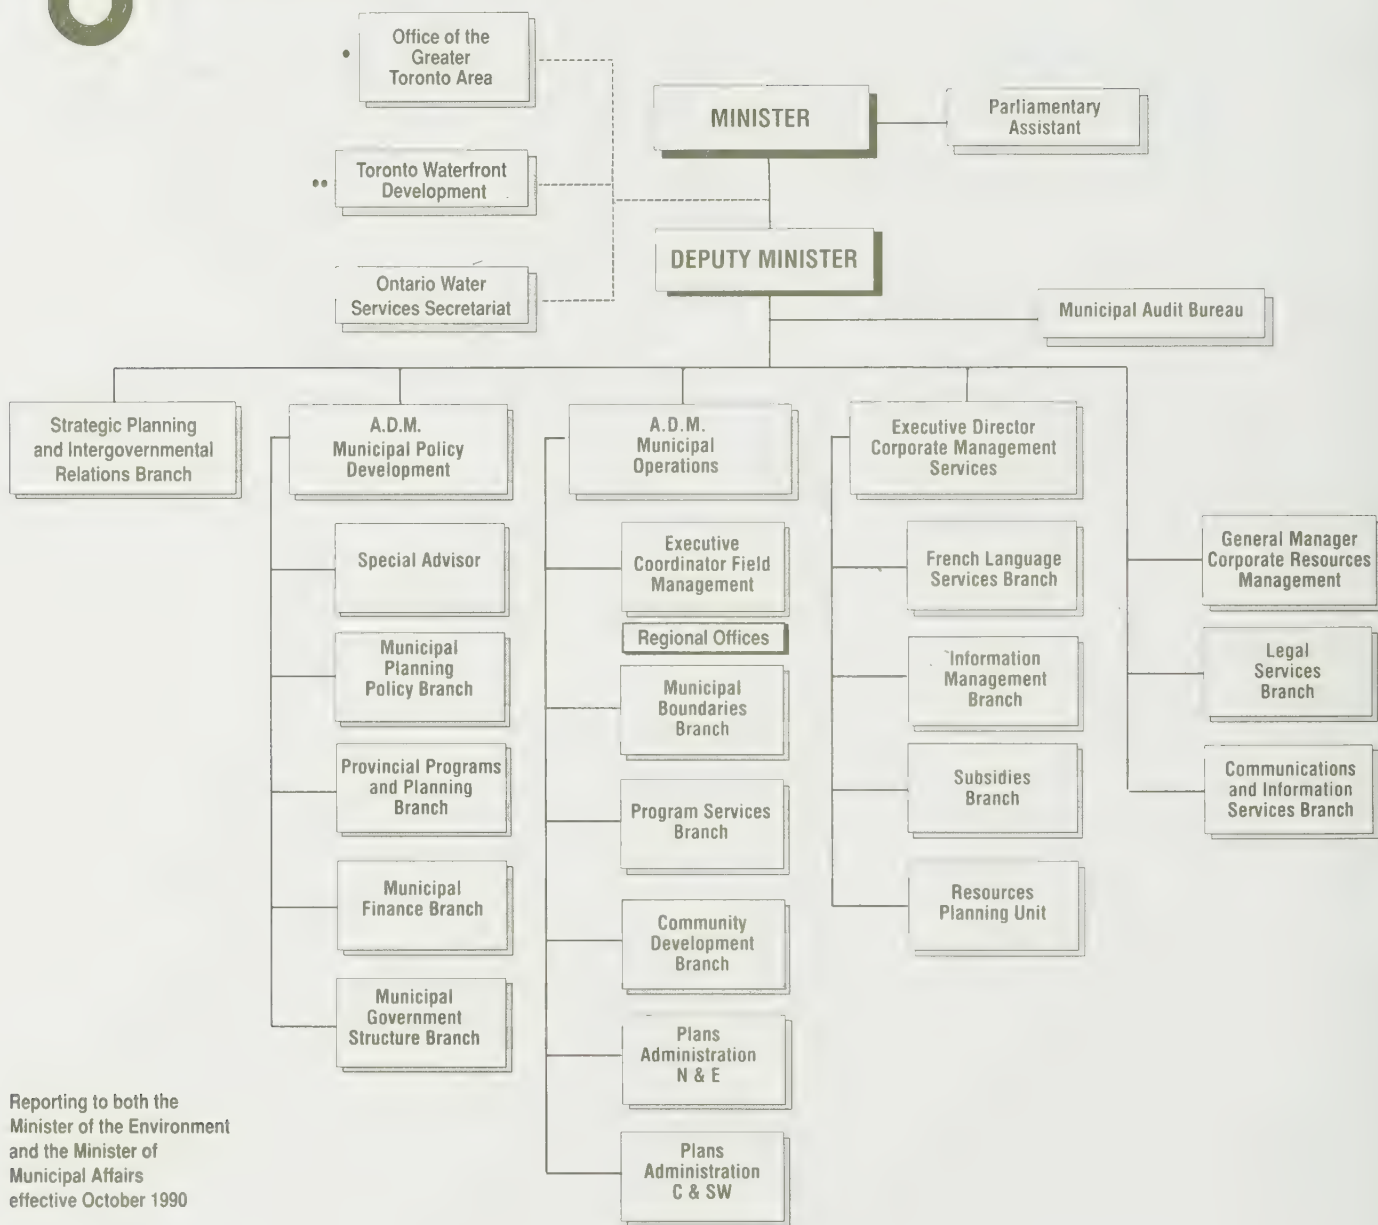 •
Office of the
Greater
Toronto Area
MINISTER
Parliamentary
Assistant
••
Toronto Waterfront
Development
DEPUTY MINISTER
Ontario Water
Services Secretariat
Municipal Audit Bureau
Strategic Planning
and Intergovernmental
Relations Branch
A.D.M.
Municipal Policy
Development
A.D.M.
Municipal
Operations
Executive Director
Corporate Management
Services
Special Advisor
Municipal
Planning
Policy Branch
Provincial Programs
and Planning
Branch
Municipal
Finance Branch
Municipal
Government
Structure Branch
Executive
Coordinator Field
Management
Regional Offices
Municipal
Boundaries
Branch
Program Services
Branch
Community
Development
Branch
Plans
Administration
N & E
Plans
Administration
C & SW
French Language
Services Branch
Information
Management
Branch
Subsidies
Branch
Resources
Planning Unit
General Manager
Corporate Resources
Management
Legal
Services
Branch
Communications
and Information
Services Branch
Reporting to both the
Minister of the Environment
and the Minister of
Municipal Affairs
effective October 1990